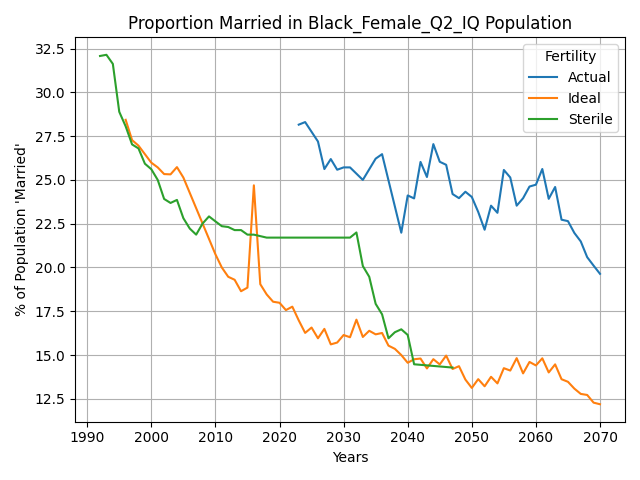 Proportion Married in Black_Female_Q2_IQ Population
% of Population 'Married'
32.5
30.0
27.5
25.0
22.5
20.0
17.5
15.0
12.5
Fertility
Actual
Ideal
Sterile
1990 2000 2010 2020 2030 2040 2050 2060 2070
Years